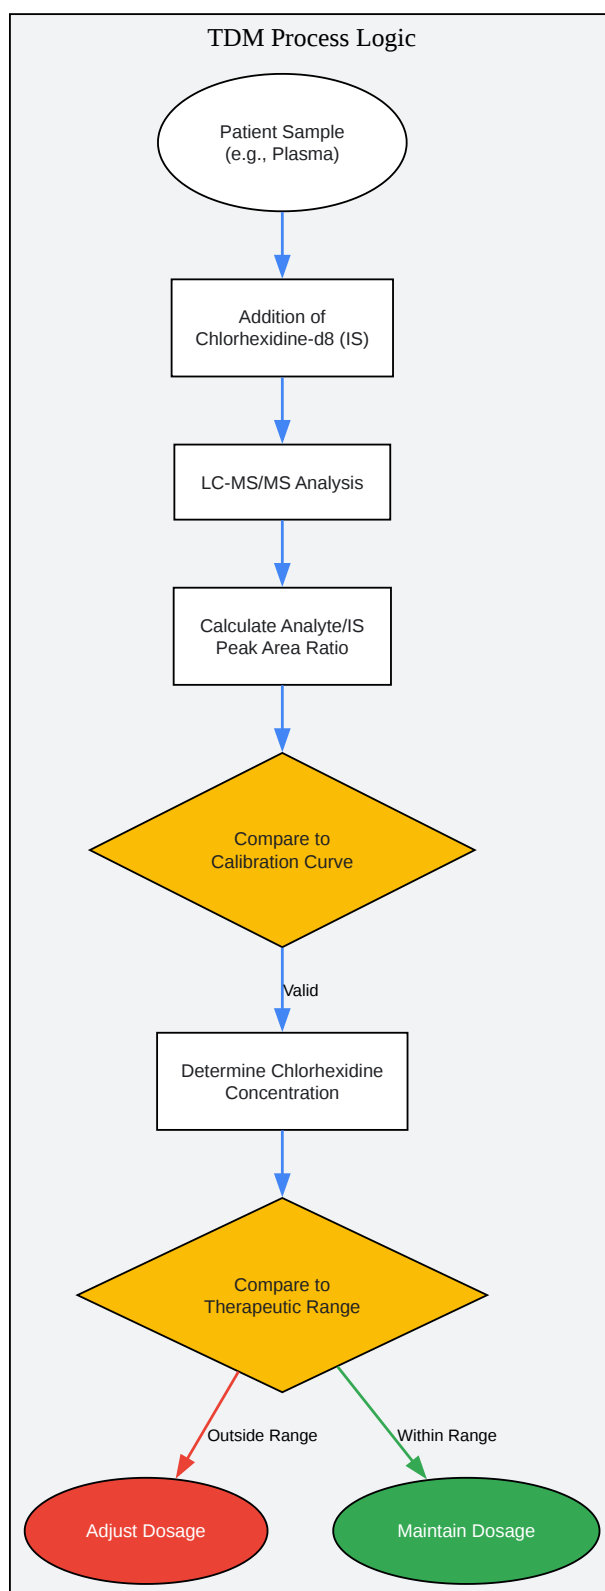 TDM Process Logic
Patient Sample
(e.g., Plasma)
Addition of
Chlorhexidine-d8 (IS)
LC-MS/MS Analysis
Calculate Analyte/IS
Peak Area Ratio
Compare to
Calibration Curve
Valid
Determine Chlorhexidine
Concentration
Compare to
Therapeutic Range
Outside Range
Within Range
Adjust Dosage
Maintain Dosage